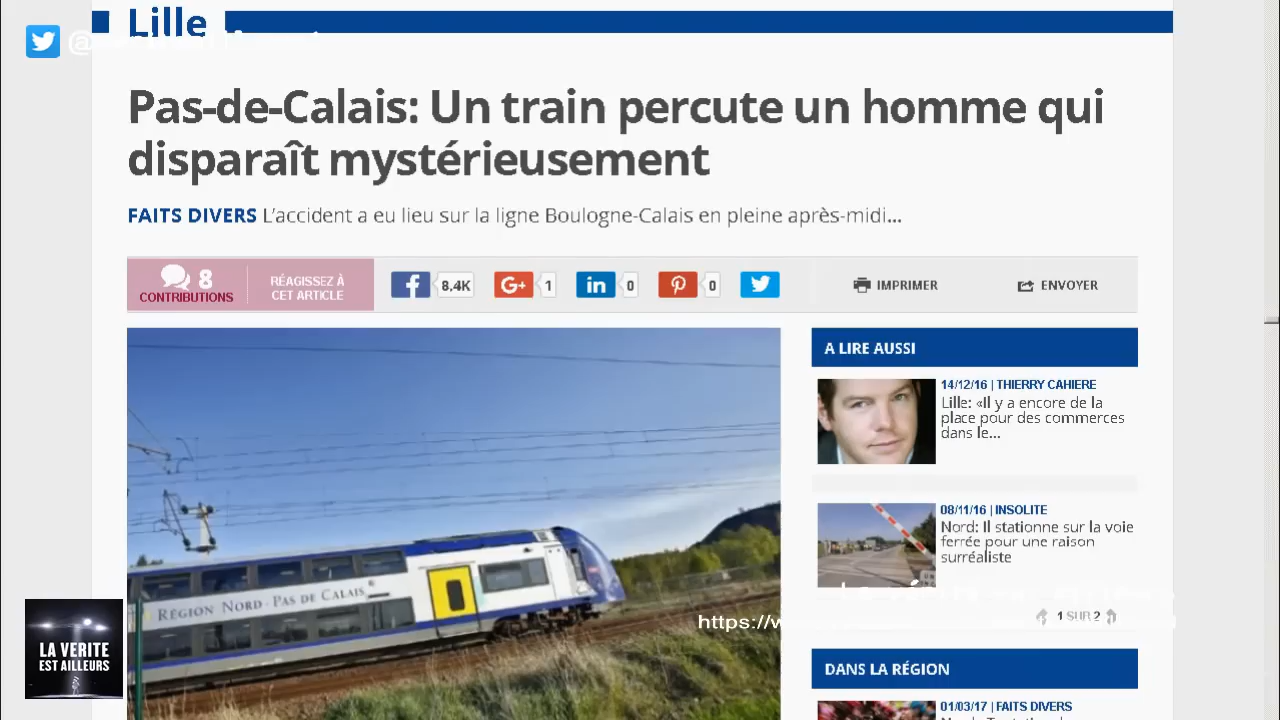 Lille
@
Pas-de-Calais: Un train percute un homme qui
disparaît mystérieusement
FAITS DIVERS L'accident a eu lieu sur la ligne Boulogne-Calais en pleine après-midi...
8
CONTRIBUTIONS
RÉAGISSEZ À
CET ARTICLE
8,4K
G+
1
in
0
0
IMPRIMER
ENVOYER
A LIRE AUSSI
14/12/16 | THIERRY CAHIERE
Lille: «Il y a encore de la
place pour des commerces
dans le...
08/11/16 | INSOLITE
Nord: Il stationne sur la voie
ferrée pour une raison
surréaliste
RÉGION NORD-PAS DE CALAIS
https://w
1 SUR 2
LA VERITE
EST AILLEURS
DANS LA RÉGION
01/03/17 | FAITS DIVERS